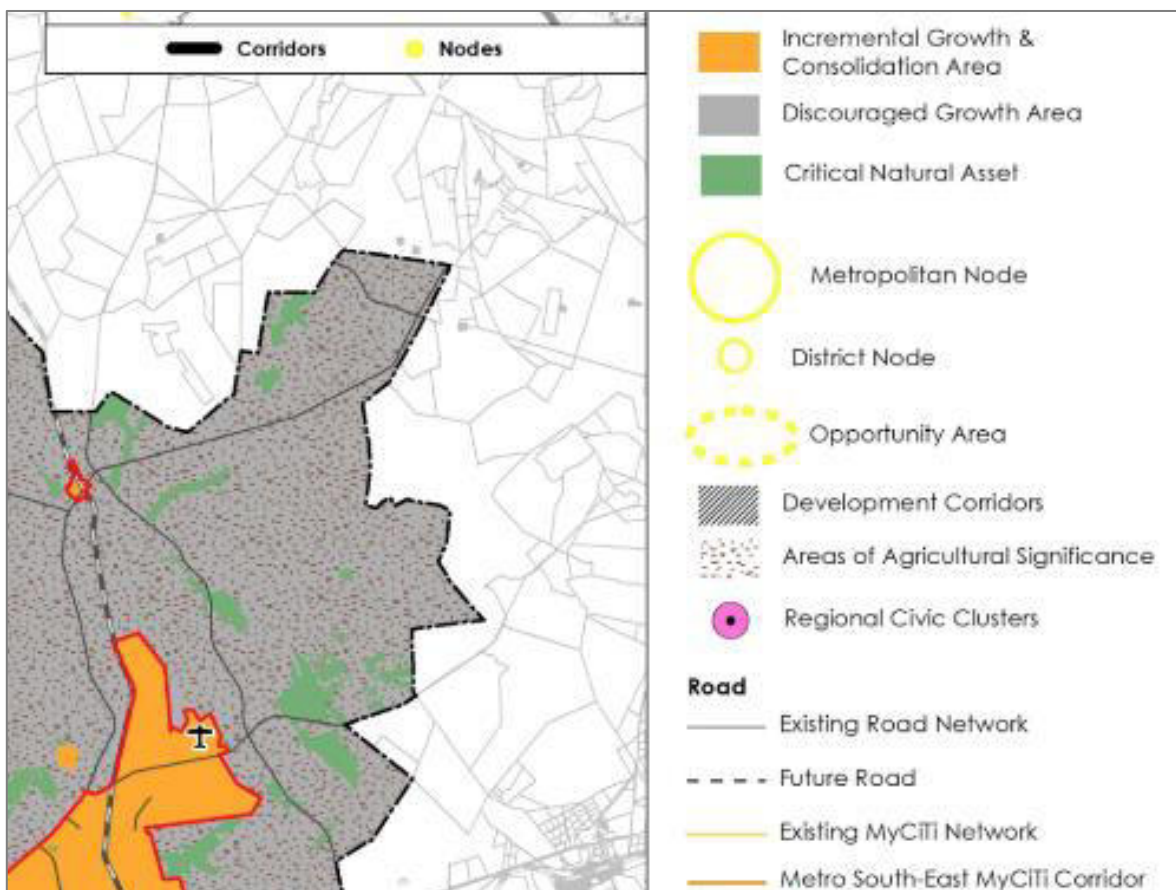 Corridors
Nodes
Incremental Growth &
Consolidation Area
Discouraged Growth Area
Critical Natural Asset
Metropolitan Node
District Node
Opportunity Area
Development Corridors
Areas of Agricultural Significance
Regional Civic Clusters
Road
Existing Road Network
Future Road
Existing MyCiTi Network
Metro South-East MyCiTi Corridor